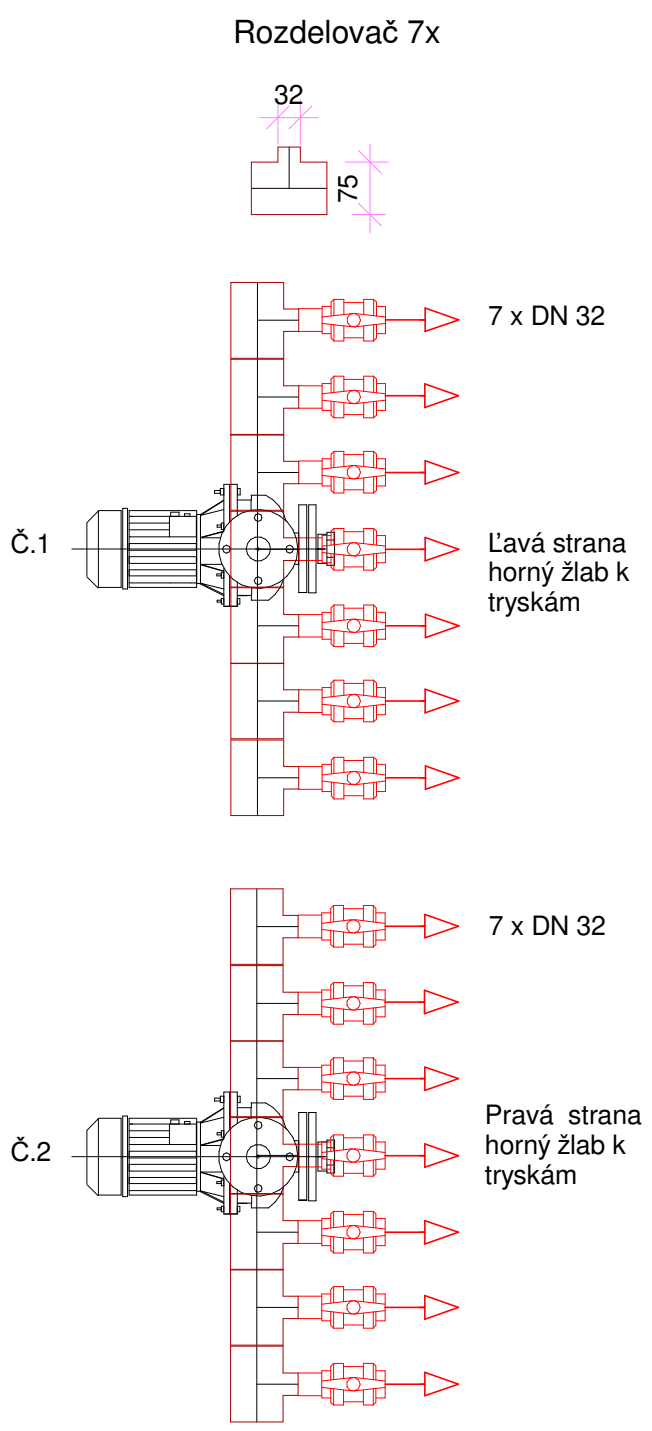 Rozdelovač 7x
32
75
7 x DN 32
Č.1
Ľavá strana
horný žlab k
tryskám
7 x DN 32
Č.2
Pravá strana
horný žlab k
tryskám